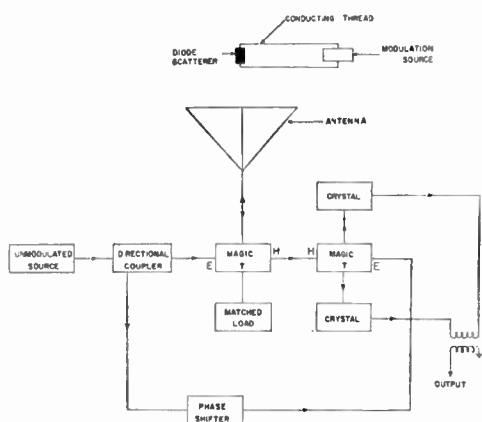 CONDUCTING THREAD
DIODE
SCATTERER
MODULATION
SOURCE
ANTENNA
CRYSTAL
UNMODULATED
SOURCE
DIRECTIONAL
COUPLER
E
MAGIC
T
H
H
MAGIC
T
E
MATCHED
LOAD
CRYSTAL
OUTPUT
PHASE
SHIFTER